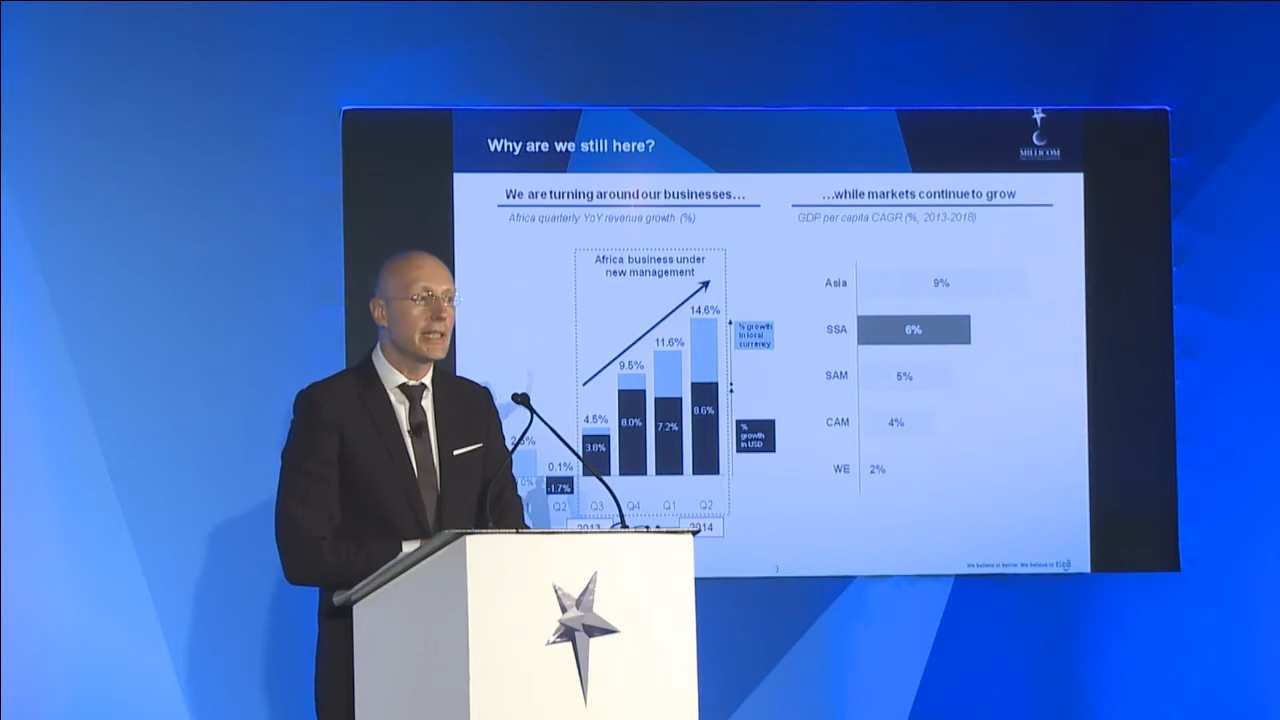 Why are we still here?
MILLICOM
We are turning around our businesses…
…while markets continue to grow
Africa quarterly YoY revenue growth (%)
GDP per capita CAGR (%, 2013-2018)
Africa business under
new management
14.6%
11.6%
9.5%
4.5%
0.1%
8.6%
7.2%
8.0%
3.8%
-1.7%
Q2
Q3
Q4
Q1
Q2
2013
2014
% growth
in local
currency
%
growth
in USD
Asia
9%
SSA
6%
SAM
5%
CAM
4%
WE
2%
3
We believe in better. We believe in tigo